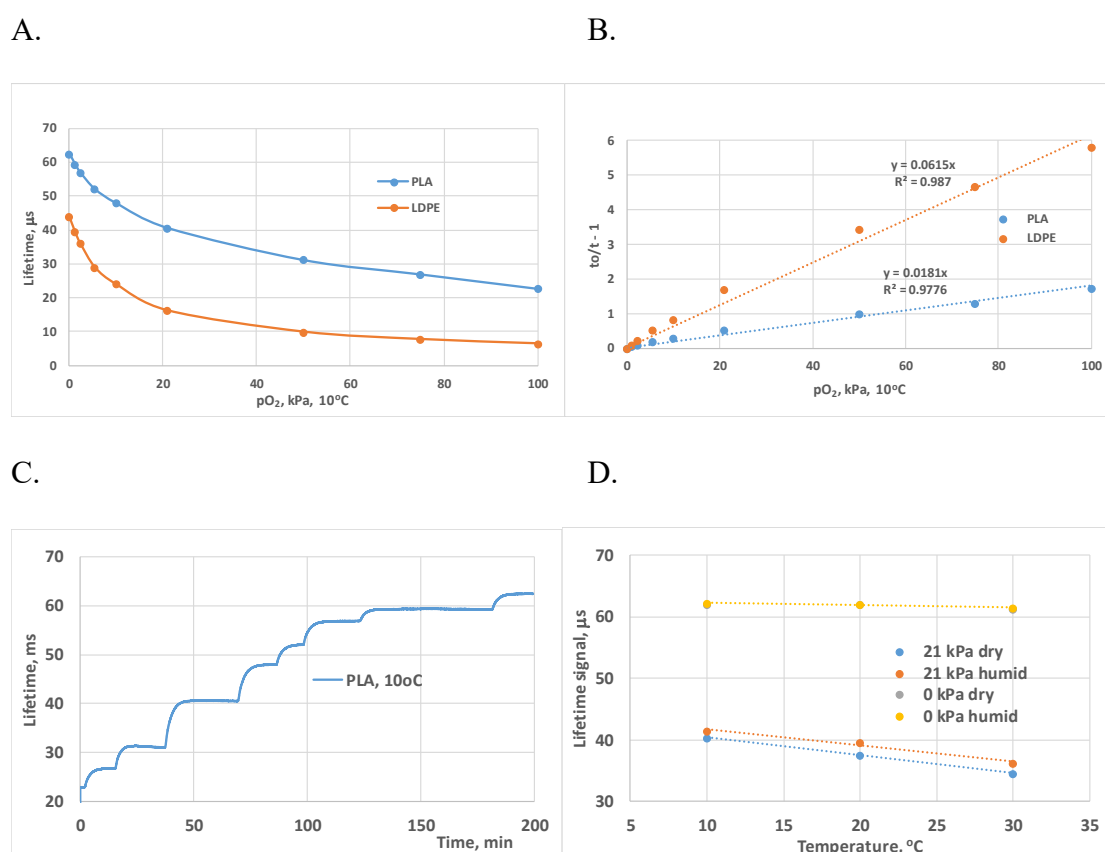 A.
B.
70
60
50
40
30
20
10
0
Lifetime, µs
PLA
LDPE
0 20 40 60 80 100
pO2, kPa, 10oC
6
5
4
3
2
1
0
to/t - 1
y = 0.0615x
R² = 0.987
PLA
LDPE
y = 0.0181x
R² = 0.9776
0 20 40 60 80 100
pO2, kPa, 10oC
C.
D.
70
60
50
40
30
20
Lifetime, ms
PLA, 10oC
0 50 100 150 200
Time, min
70
60
50
40
30
Lifetime signal, µs
21 kPa dry
21 kPa humid
0 kPa dry
0 kPa humid
5 10 15 20 25 30 35
Temperature, oC